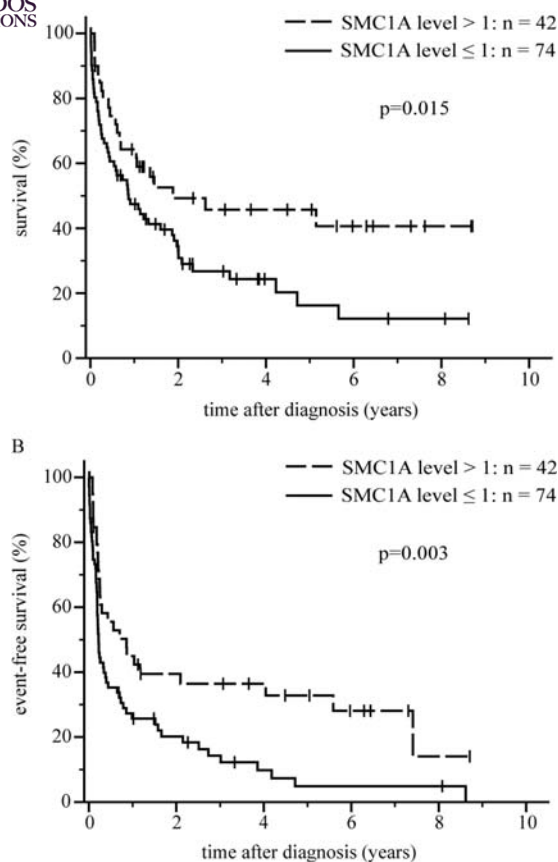 ONS
SMC1A level > 1: n = 42
SMC1A level ≤ 1: n = 74
p=0.015
100
80
60
40
20
0
survival (%)
0 2 4 6 8 10
time after diagnosis (years)
B
SMC1A level > 1: n = 42
SMC1A level ≤ 1: n = 74
p=0.003
100
80
60
40
20
0
event-free survival (%)
0 2 4 6 8 10
time after diagnosis (years)